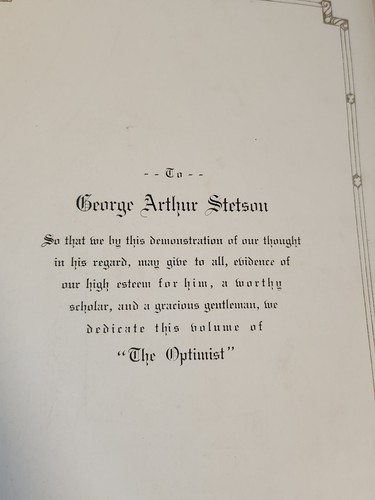 --To--
George Arthur Stetson
So that we by this demonstration of our thought
in his regard, may give to all, evidence of
our high esteem for him, a worthy
scholar, and a gracious gentleman, we
dedicate this volume of
“The Optimist”